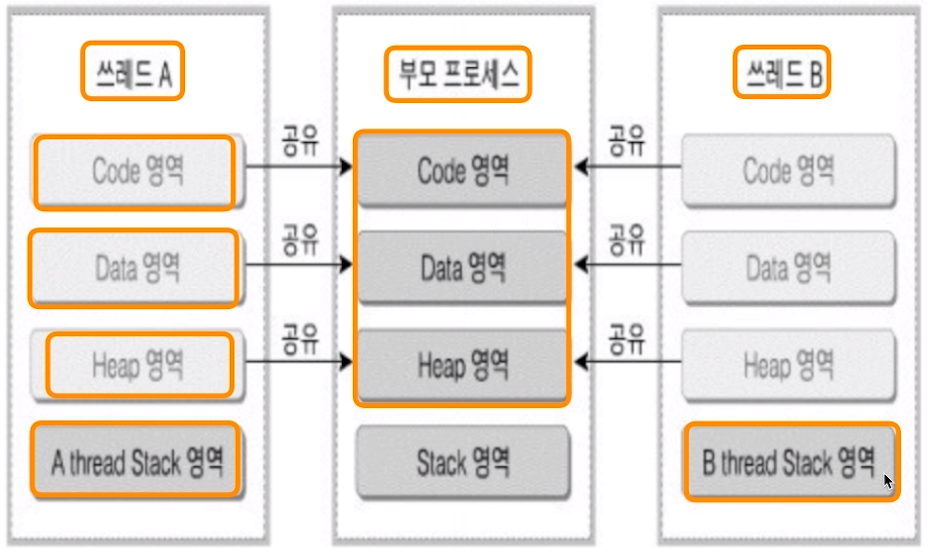 쓰레드 A
부모 프로세스
쓰레드 B
Code 영역
공유
Code 영역
공유
Code 영역
Data 영역
공유
Data 영역
공유
Data 영역
Heap 영역
공유
Heap 영역
공유
Heap 영역
A thread Stack 영역
Stack 영역
B thread Stack 영역